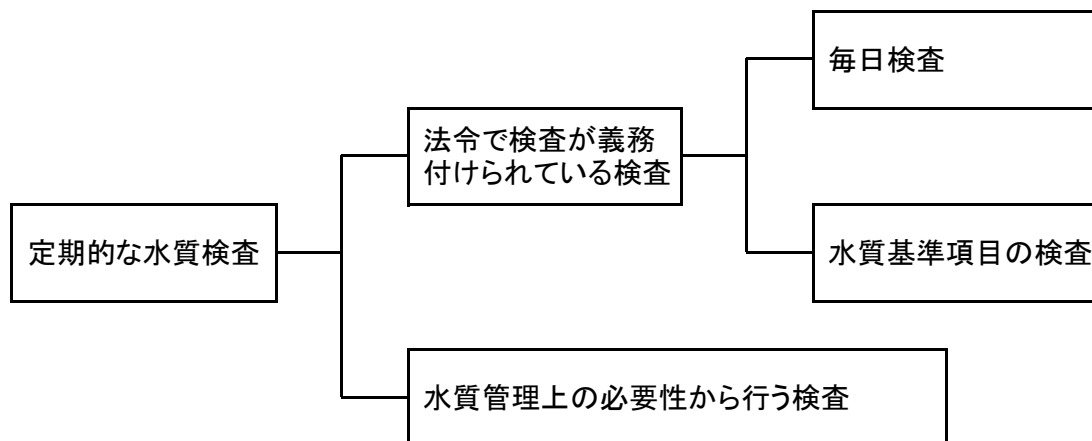 毎日検査
法令で検査が義務
付けられている検査
定期的な水質検査
水質基準項目の検査
水質管理上の必要性から行う検査